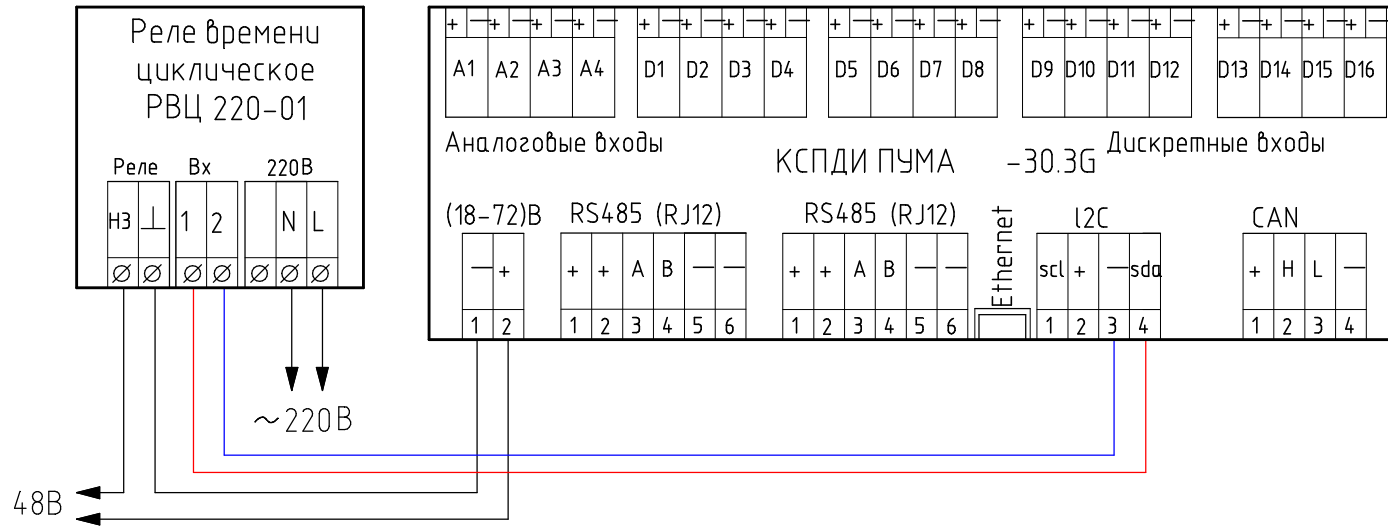 Реле времени
циклическое
РВЦ 220-01
Реле Вх 220В
НЗ ⊥ 1 2 N L
~220В
48В
+ — + — + — + — + — + — + — + — + — + — + — + — + — + — + — + — + — + — + — + —
A1 A2 A3 A4 D1 D2 D3 D4 D5 D6 D7 D8 D9 D10 D11 D12 D13 D14 D15 D16
Аналоговые входы
Дискретные входы
КСПДИ ПУМА -30.3G
(18-72)В RS485 (RJ12) RS485 (RJ12) Ethernet I2C CAN
— + + + A B — — + + A B — — scl + — sda + H L —
1 2 1 2 3 4 5 6 1 2 3 4 5 6 1 2 3 4 1 2 3 4